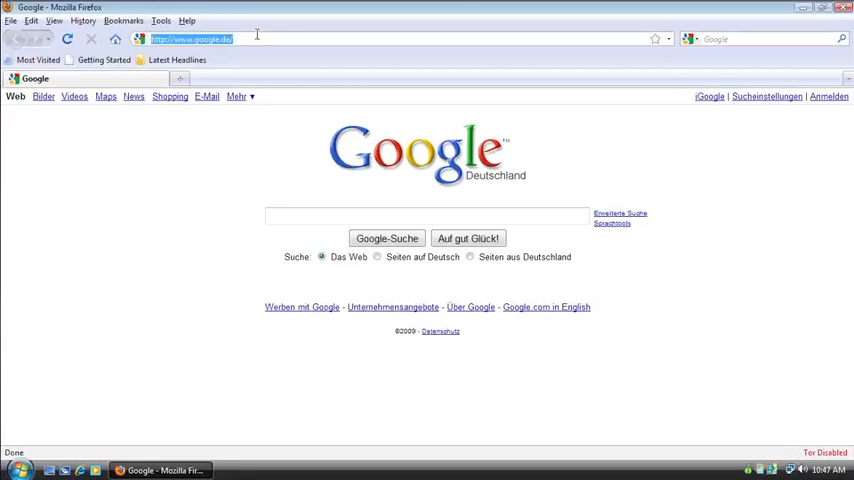 Google - Mozilla Firefox
File Edit View History Bookmarks Tools Help
http://www.google.de/ Google
Most Visited Getting Started Latest Headlines
Google
Web Bilder Videos Maps News Shopping E-Mail Mehr ▼ iGoogle | Sucheinstellungen | Anmelden
Google™
Deutschland
Erweiterte Suche
Sprachtools
Google-Suche Auf gut Glück!
Suche: Das Web Seiten auf Deutsch Seiten aus Deutschland
Werben mit Google - Unternehmensangebote - Über Google - Google.com in English
©2009 - Datenschutz
Done Tor Disabled
Google - Mozilla Fir... 10:47 AM